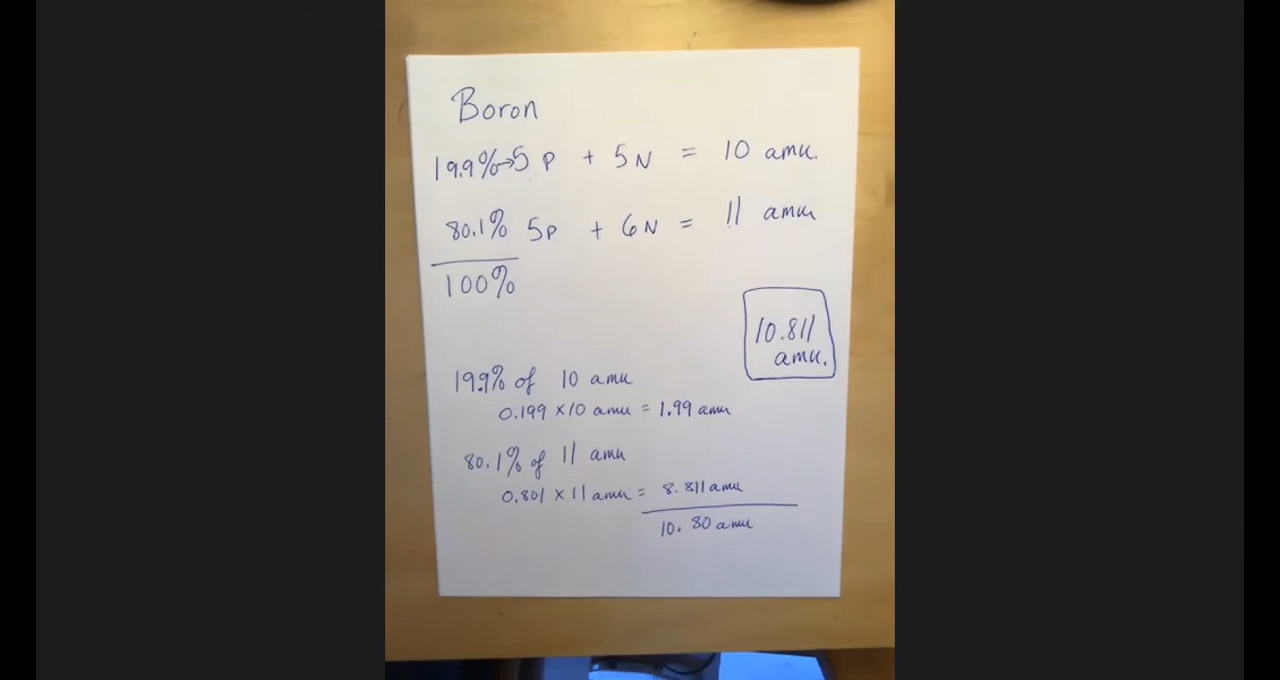 Boron
19.9%→5 P + 5N = 10 amu.
80.1% 5P + 6N = 11 amu
100%
10.811
amu.
19.9% of 10 amu
0.199 × 10 amu = 1.99 amu
80.1% of 11 amu
0.801 × 11 amu = 8.811 amu
10.80 amu